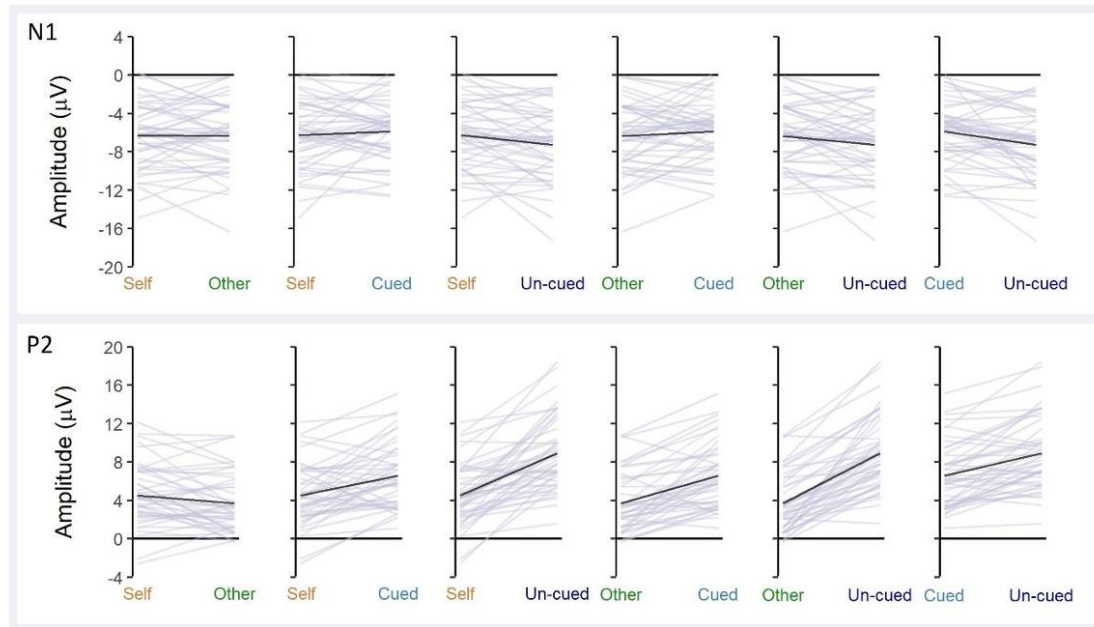 N1
Amplitude (μV)
4
0
-4
-8
-12
-16
-20
Self Other Self Cued Self Un-cued Other Cued Other Un-cued Cued Un-cued
P2
Amplitude (μV)
20
16
12
8
4
0
-4
Self Other Self Cued Self Un-cued Other Cued Other Un-cued Cued Un-cued